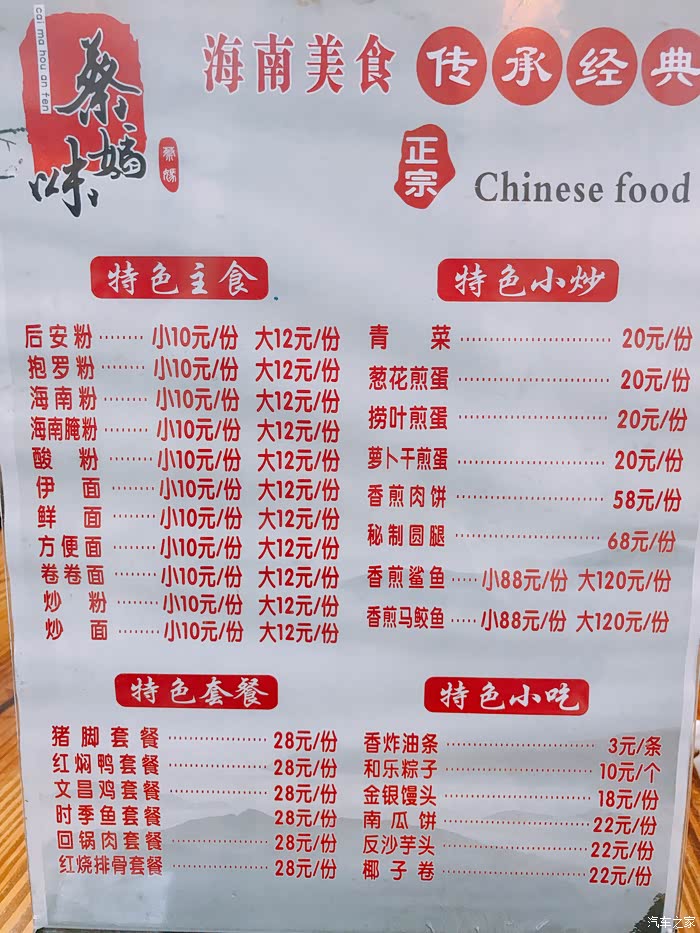 cai ma hou an fen
蔡嫲味
蔡嫲
海南美食 传承经典
正宗
Chinese food
特色主食
后安粉········小10元/份 大12元/份
抱罗粉········小10元/份 大12元/份
海南粉········小10元/份 大12元/份
海南腌粉········小10元/份 大12元/份
酸粉········小10元/份 大12元/份
伊面········小10元/份 大12元/份
鲜面········小10元/份 大12元/份
方便面········小10元/份 大12元/份
卷卷面········小10元/份 大12元/份
炒粉········小10元/份 大12元/份
炒面········小10元/份 大12元/份
特色小炒
青菜········20元/份
葱花煎蛋········20元/份
捞叶煎蛋········20元/份
萝卜干煎蛋········20元/份
香煎肉饼········58元/份
秘制圆腿········68元/份
香煎鲨鱼·····小88元/份 大120元/份
香煎马鲛鱼·····小88元/份 大120元/份
特色套餐
猪脚套餐········28元/份
红焖鸭套餐········28元/份
文昌鸡套餐········28元/份
时季鱼套餐········28元/份
回锅肉套餐········28元/份
红烧排骨套餐········28元/份
特色小吃
香炸油条········3元/条
和乐粽子········10元/个
金银馒头········18元/份
南瓜饼········22元/份
反沙芋头········22元/份
椰子卷········22元/份
汽车之家